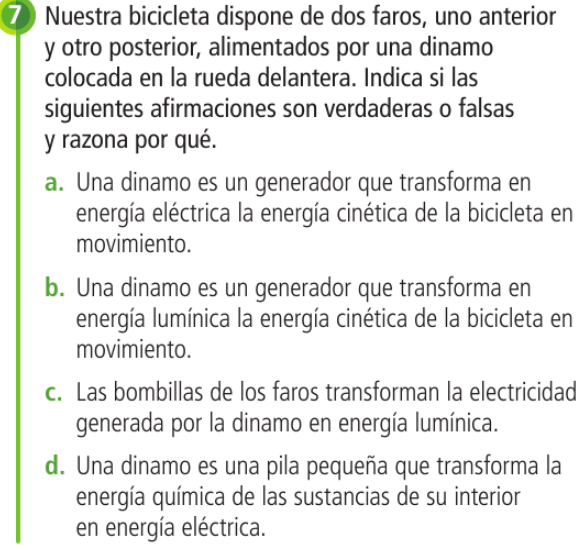 7 Nuestra bicicleta dispone de dos faros, uno anterior
y otro posterior, alimentados por una dinamo
colocada en la rueda delantera. Indica si las
siguientes afirmaciones son verdaderas o falsas
y razona por qué.
a. Una dinamo es un generador que transforma en
energía eléctrica la energía cinética de la bicicleta en
movimiento.
b. Una dinamo es un generador que transforma en
energía lumínica la energía cinética de la bicicleta en
movimiento.
c. Las bombillas de los faros transforman la electricidad
generada por la dinamo en energía lumínica.
d. Una dinamo es una pila pequeña que transforma la
energía química de las sustancias de su interior
en energía eléctrica.